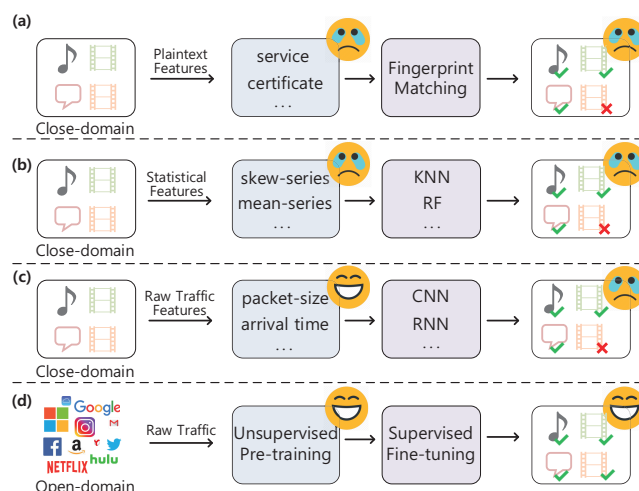 (a)
Plaintext
Features
service
certificate
...
Fingerprint
Matching
Close-domain
(b)
Statistical
Features
skew-series
mean-series
...
KNN
RF
...
Close-domain
(c)
Raw Traffic
Features
packet-size
arrival time
...
CNN
RNN
...
Close-domain
(d)
Google
NETFLIX
hulu
Raw Traffic
Unsupervised
Pre-training
Supervised
Fine-tuning
Open-domain